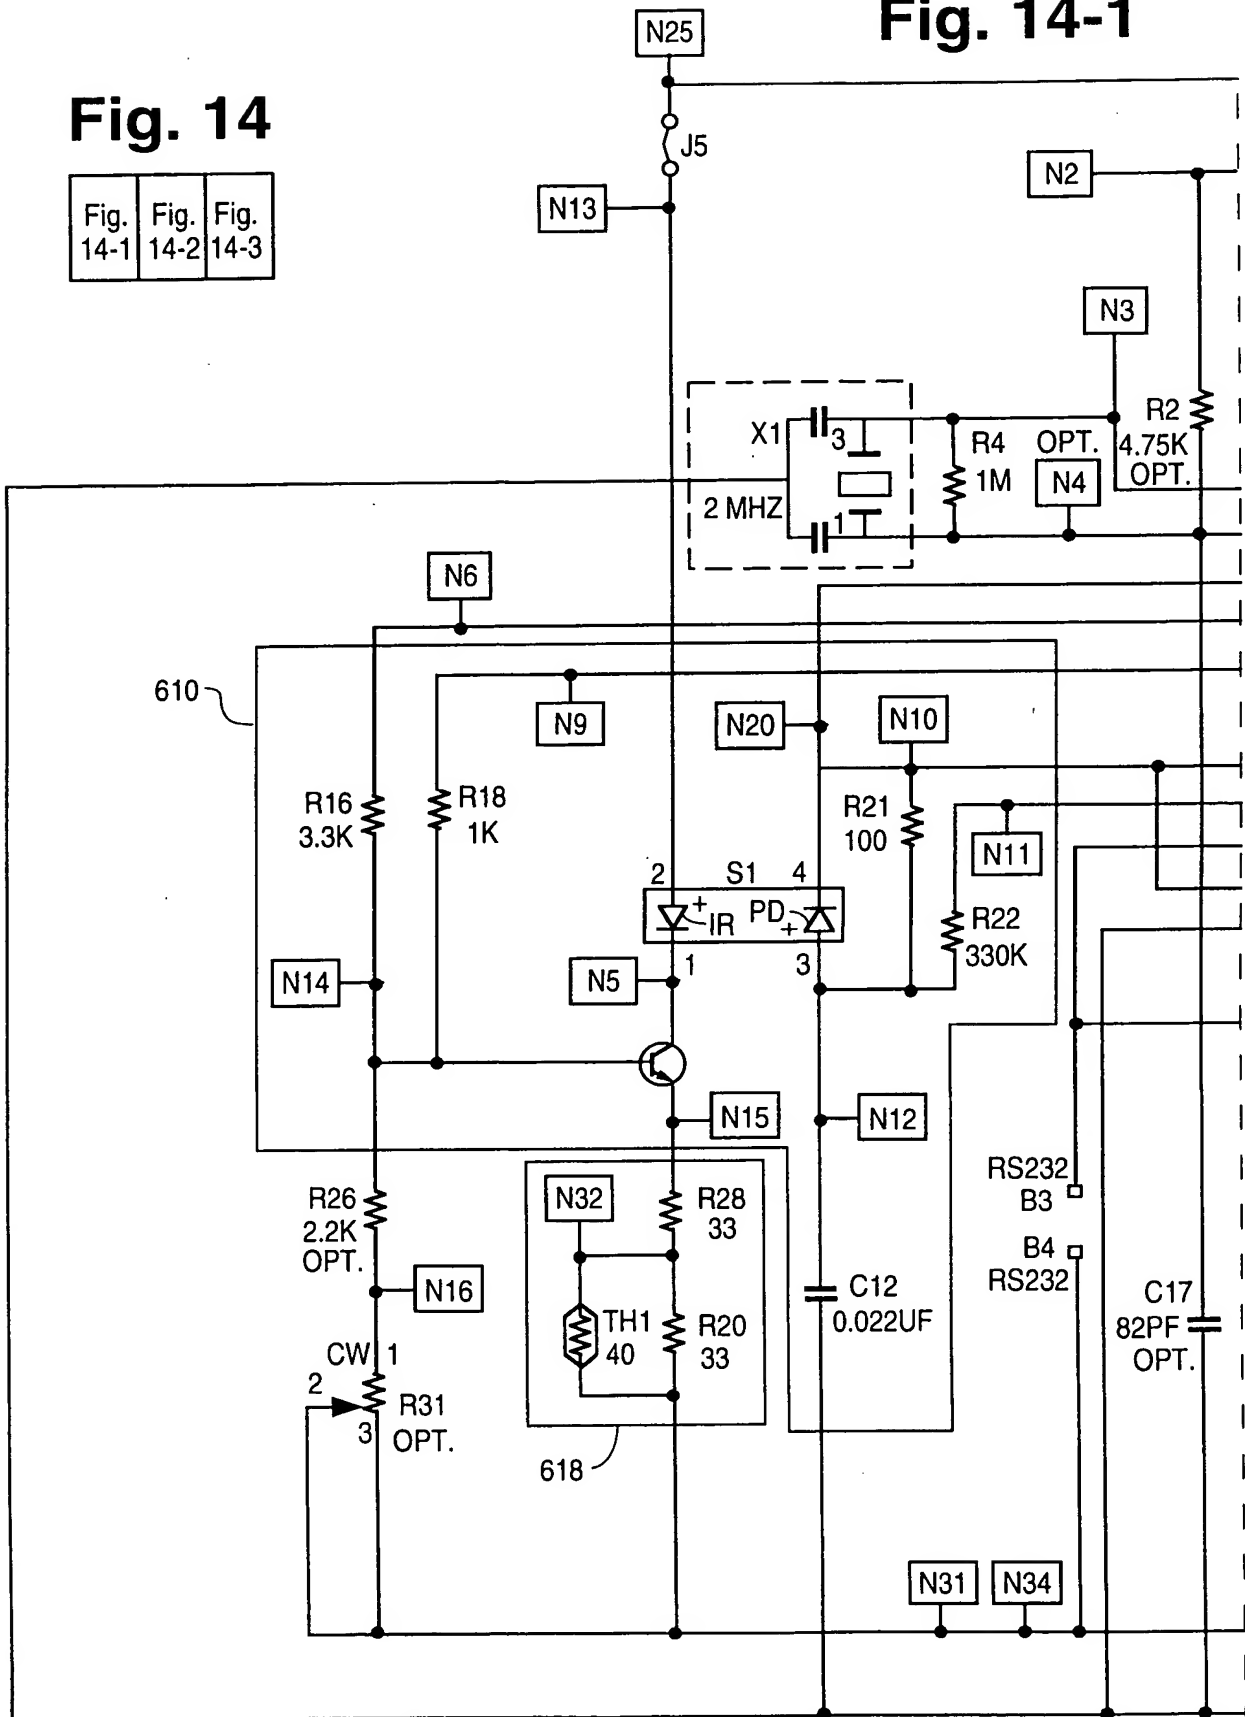 Fig. 14-1
N25
Fig. 14
J5
N2
Fig. 14-1
Fig. 14-2
Fig. 14-3
N13
N3
X1
3
R4
1M
OPT.
N4
R2
4.75K
OPT.
2 MHZ
1
N6
610
N9
N20
N10
R16
3.3K
R18
1K
R21
100
N11
2
S1
4
+
IR
PD
+
R22
330K
N14
N5
1
3
N15
N12
RS232
B3
R26
2.2K
OPT.
N32
R28
33
B4
RS232
N16
C12
0.022UF
C17
82PF
OPT.
TH1
40
R20
33
CW
1
2
R31
OPT.
3
618
N31
N34